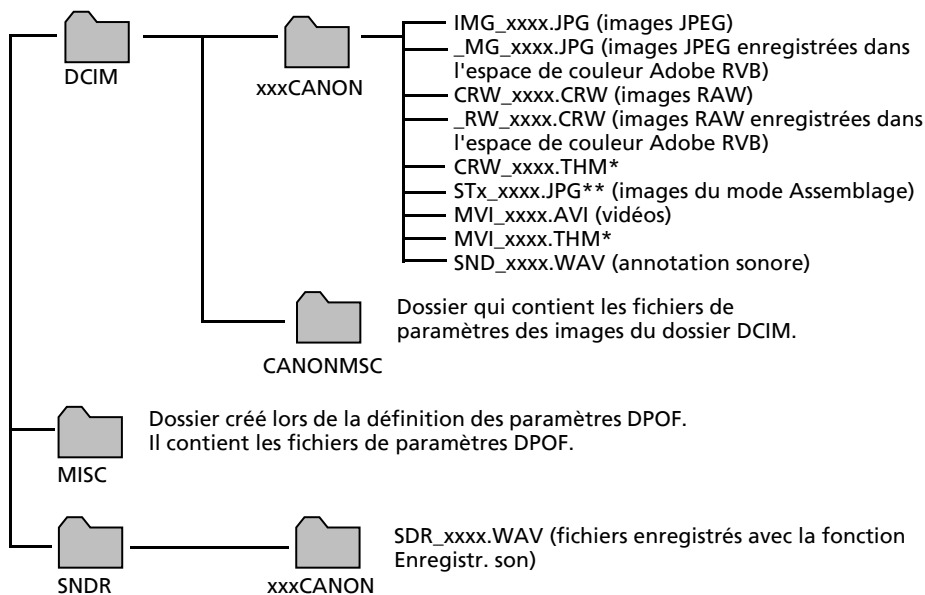 DCIM
xxxCANON
IMG_xxxx.JPG (images JPEG)
_MG_xxxx.JPG (images JPEG enregistrées dans
l'espace de couleur Adobe RVB)
CRW_xxxx.CRW (images RAW)
_RW_xxxx.CRW (images RAW enregistrées dans
l'espace de couleur Adobe RVB)
CRW_xxxx.THM*
STx_xxxx.JPG** (images du mode Assemblage)
MVI_xxxx.AVI (vidéos)
MVI_xxxx.THM*
SND_xxxx.WAV (annotation sonore)
CANONMSC
Dossier qui contient les fichiers de
paramètres des images du dossier DCIM.
MISC
Dossier créé lors de la définition des paramètres DPOF.
Il contient les fichiers de paramètres DPOF.
SNDR
xxxCANON
SDR_xxxx.WAV (fichiers enregistrés avec la fonction
Enregistr. son)